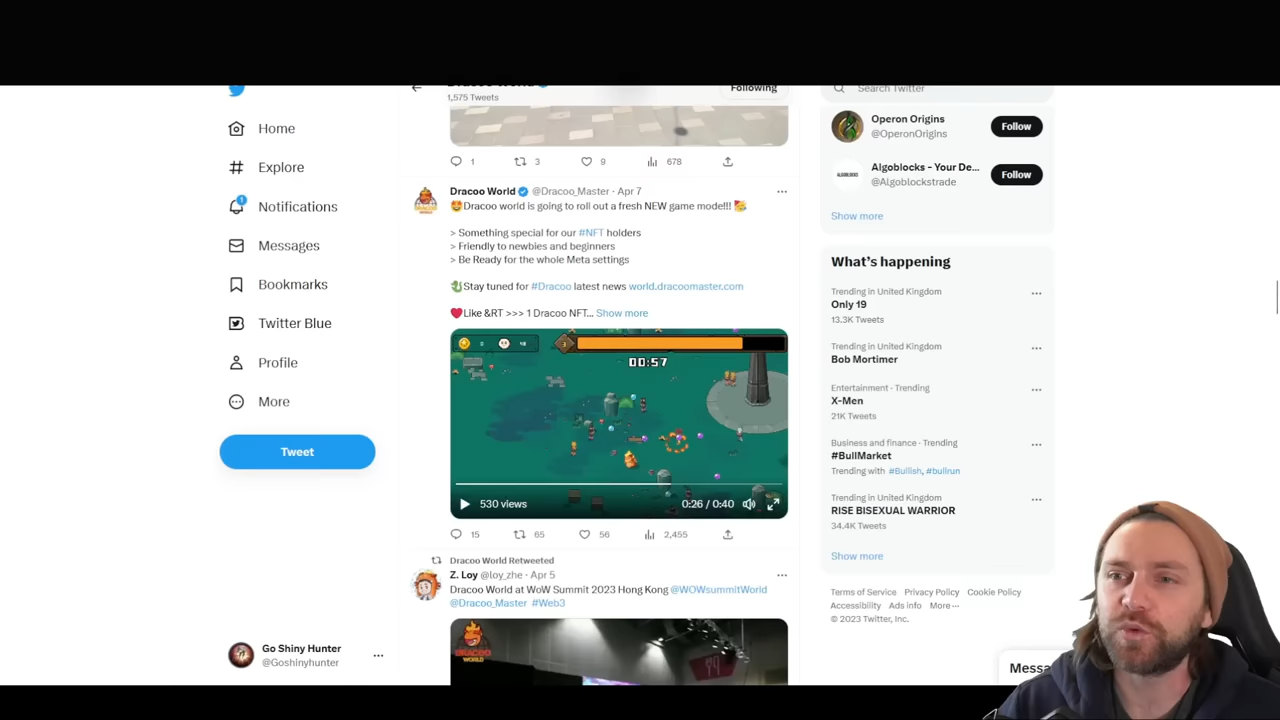 Home
Explore
1
Notifications
Messages
Bookmarks
Twitter Blue
Profile
More
Tweet
Go Shiny Hunter
@Goshinyhunter
Following
1,575 Tweets
1 3 9 678
Dracoo World @Dracoo_Master · Apr 7
Dracoo world is going to roll out a fresh NEW game mode!!!
> Something special for our #NFT holders
> Friendly to newbies and beginners
> Be Ready for the whole Meta settings
Stay tuned for #Dracoo latest news world.dracoomaster.com
Like &RT >>> 1 Dracoo NFT... Show more
3
00:57
530 views
0:26 / 0:40
15 65 56 2,455
Dracoo World Retweeted
Z. Loy @loy_zhe · Apr 5
Dracoo World at WoW Summit 2023 Hong Kong @WOWsummitWorld
@Dracoo_Master #Web3
DRACOO
WORLD
Search Twitter
Operon Origins
@OperonOrigins
Follow
Algoblocks - Your De...
@Algoblockstrade
Follow
Show more
What's happening
Trending in United Kingdom
Only 19
13.3K Tweets
Trending in United Kingdom
Bob Mortimer
Entertainment · Trending
X-Men
21K Tweets
Business and finance · Trending
#BullMarket
Trending with #Bullish, #bullrun
Trending in United Kingdom
RISE BISEXUAL WARRIOR
34.4K Tweets
Show more
Terms of Service Privacy Policy Cookie Policy
Accessibility Ads info More ···
© 2023 Twitter, Inc.